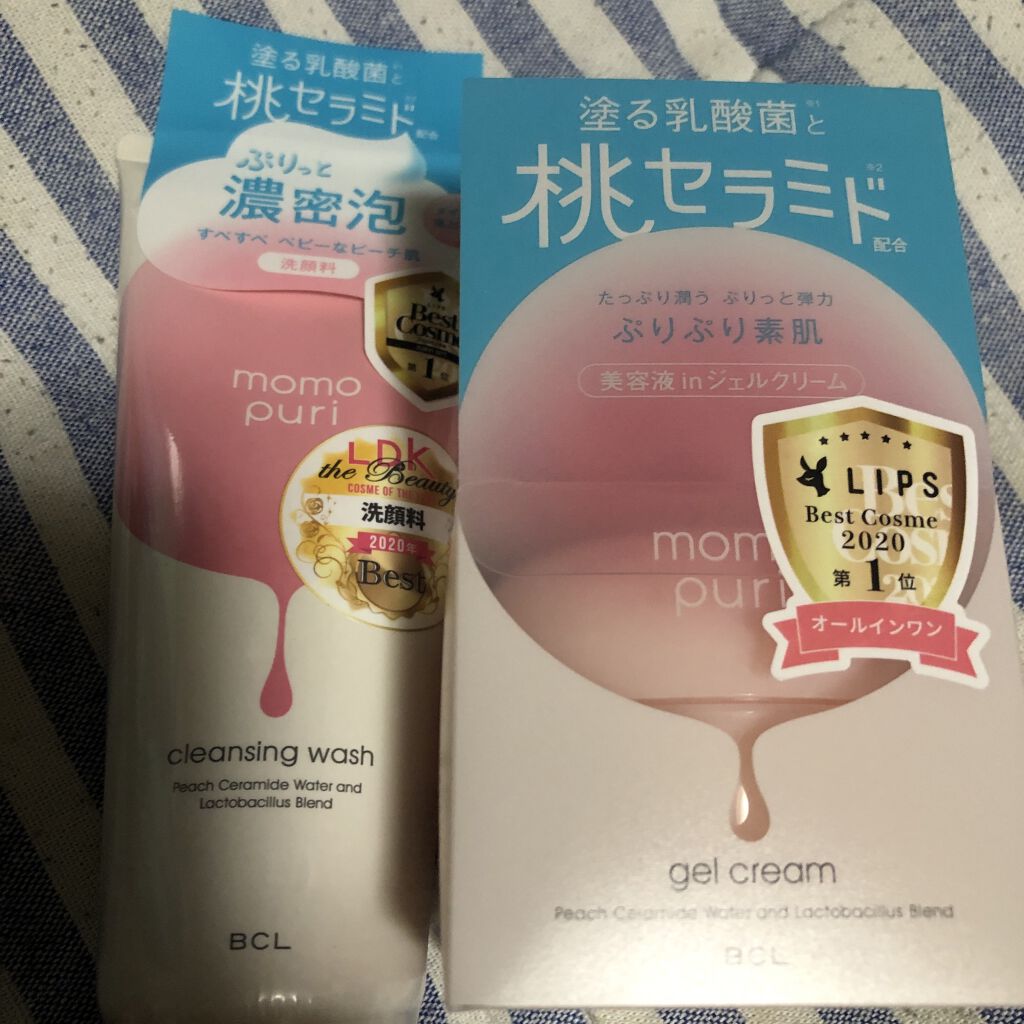 塗る乳酸菌と
桃セラミド
配合
ぷりっと
濃密泡
すべすべ ベビーなピーチ肌
洗顔料
LIPS
Best
Cosme
第1位
momo
puri
LDK
the Beauty
COSME OF THE
洗顔料
2020年
Best
cleansing wash
Peach Ceramide Water and
Lactobacillus Blend
BCL
塗る乳酸菌※1と
桃セラミド※2
配合
たっぷり潤う ぷりっと弾力
ぷりぷり素肌
美容液inジェルクリーム
mom
puri
LIPS
Best Cosme
2020
第1位
オールインワン
gel cream
Peach Ceramide Water and Lactobacillus Blend
BCL